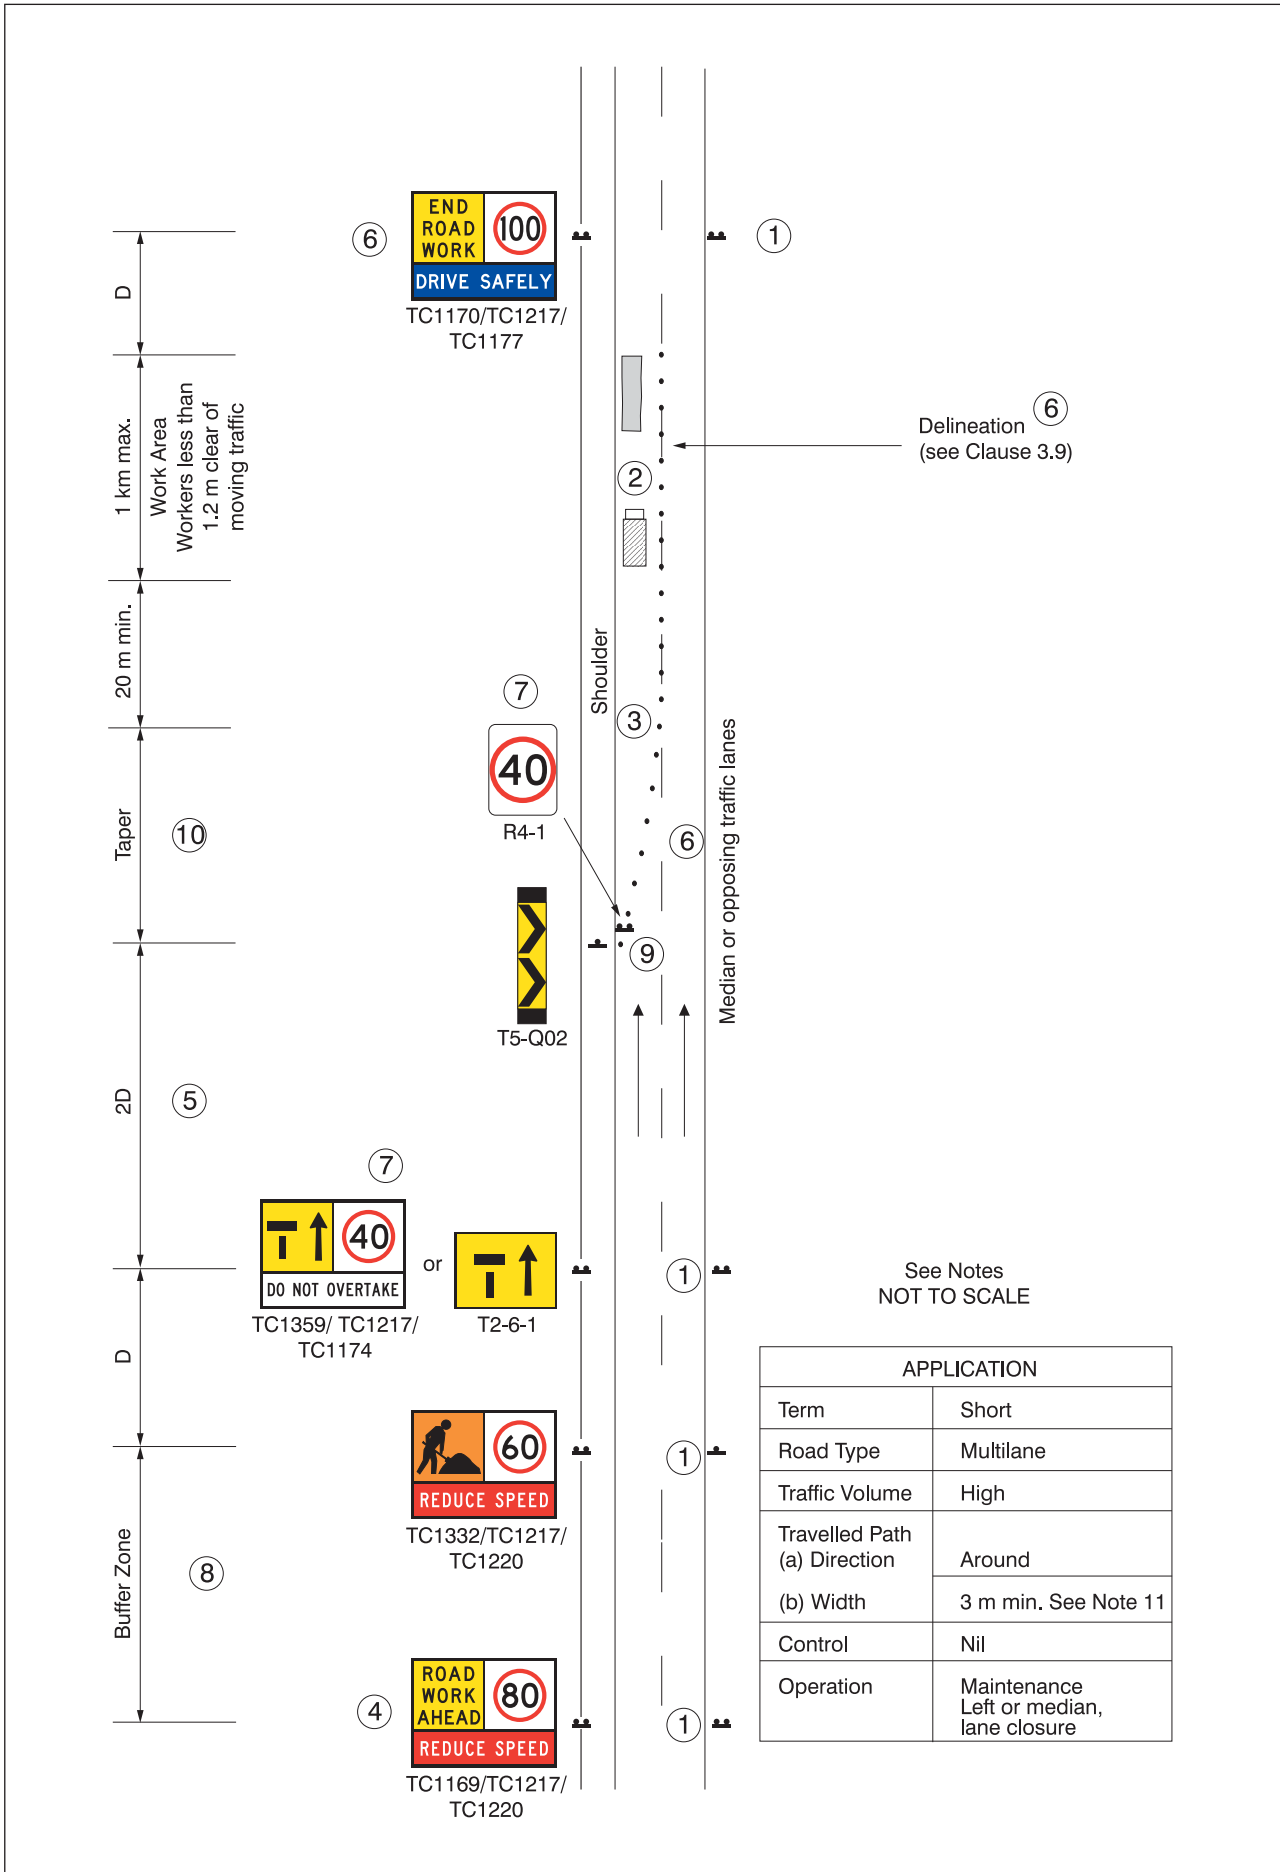 END
ROAD
WORK
100
DRIVE SAFELY
6
1
TC1170/TC1217/
TC1177
D
1 km max.
Work Area
Workers less than
1.2 m clear of
moving traffic
Delineation 6
(see Clause 3.9)
2
20 m min.
Shoulder
7
3
40
R4-1
Median or opposing traffic lanes
Taper
10
6
9
T5-Q02
2D
5
7
40
DO NOT OVERTAKE
or
TC1359/ TC1217/
TC1174
T2-6-1
1
See Notes
NOT TO SCALE
D
60
REDUCE SPEED
1
TC1332/TC1217/
TC1220
Buffer Zone
8
ROAD
WORK
AHEAD
80
REDUCE SPEED
4
1
TC1169/TC1217/
TC1220
APPLICATION
Term Short
Road Type Multilane
Traffic Volume High
Travelled Path
(a) Direction Around
(b) Width 3 m min. See Note 11
Control Nil
Operation Maintenance
Left or median,
lane closure